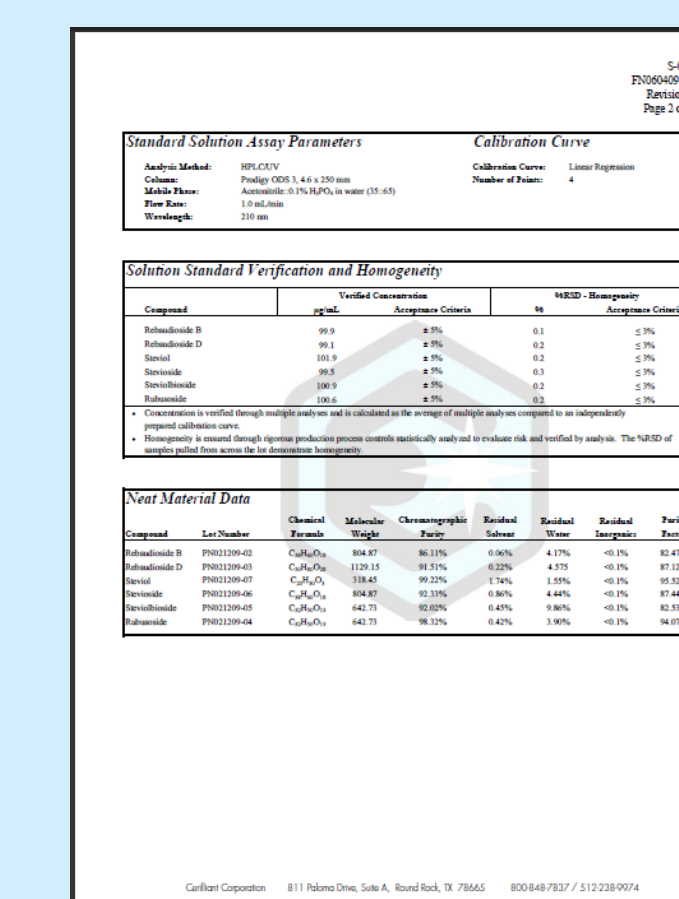 S-
FN060409
Revisio
Page 2
Standard Solution Assay Parameters Calibration Curve
Analysis Method: HPLC/UV Calibration Curve: Linear Regression
Column: Prodigy ODS 3, 4.6 x 250 mm Number of Points: 4
Mobile Phase: Acetonitrile::0.1% H₃PO₄ in water (35::65)
Flow Rate: 1.0 mL/min
Wavelength: 210 nm
Solution Standard Verification and Homogeneity
Verified Concentration %RSD - Homogeneity
Compound µg/mL Acceptance Criteria % Acceptance Criteri
Rebaudioside B 99.9 ± 5% 0.1 ≤ 3%
Rebaudioside D 99.1 ± 5% 0.2 ≤ 3%
Steviol 101.9 ± 5% 0.2 ≤ 3%
Stevioside 99.5 ± 5% 0.3 ≤ 3%
Steviolbioside 100.9 ± 5% 0.2 ≤ 3%
Rubusoside 100.6 ± 5% 0.2 ≤ 3%
• Concentration is verified through multiple analyses and is calculated as the average of multiple analyses compared to an independently
prepared calibration curve.
• Homogeneity is ensured through rigorous production process controls statistically analyzed to evaluate risk and verified by analysis. The %RSD of
samples pulled from across the lot demonstrate homogeneity.
Neat Material Data
Chemical Molecular Chromatographic Residual Residual Residual Puri
Compound Lot Number Formula Weight Purity Solvent Water Inorganics Fact
Rebaudioside B PN021209-02 804.87 86.11% 0.06% 4.17% <0.1% 82.47
Rebaudioside D PN021209-03 1129.15 91.51% 0.22% 4.575 <0.1% 87.12
Steviol PN021209-07 318.45 99.22% 1.74% 1.55% <0.1% 95.52
Stevioside PN021209-06 804.87 92.33% 0.86% 4.44% <0.1% 87.44
Steviolbioside PN021209-05 642.73 92.02% 0.45% 9.86% <0.1% 82.53
Rubusoside PN021209-04 642.73 98.32% 0.42% 3.90% <0.1% 94.07
Cerilliant Corporation 811 Paloma Drive, Suite A, Round Rock, TX 78665 800-848-7837 / 512-238-9974